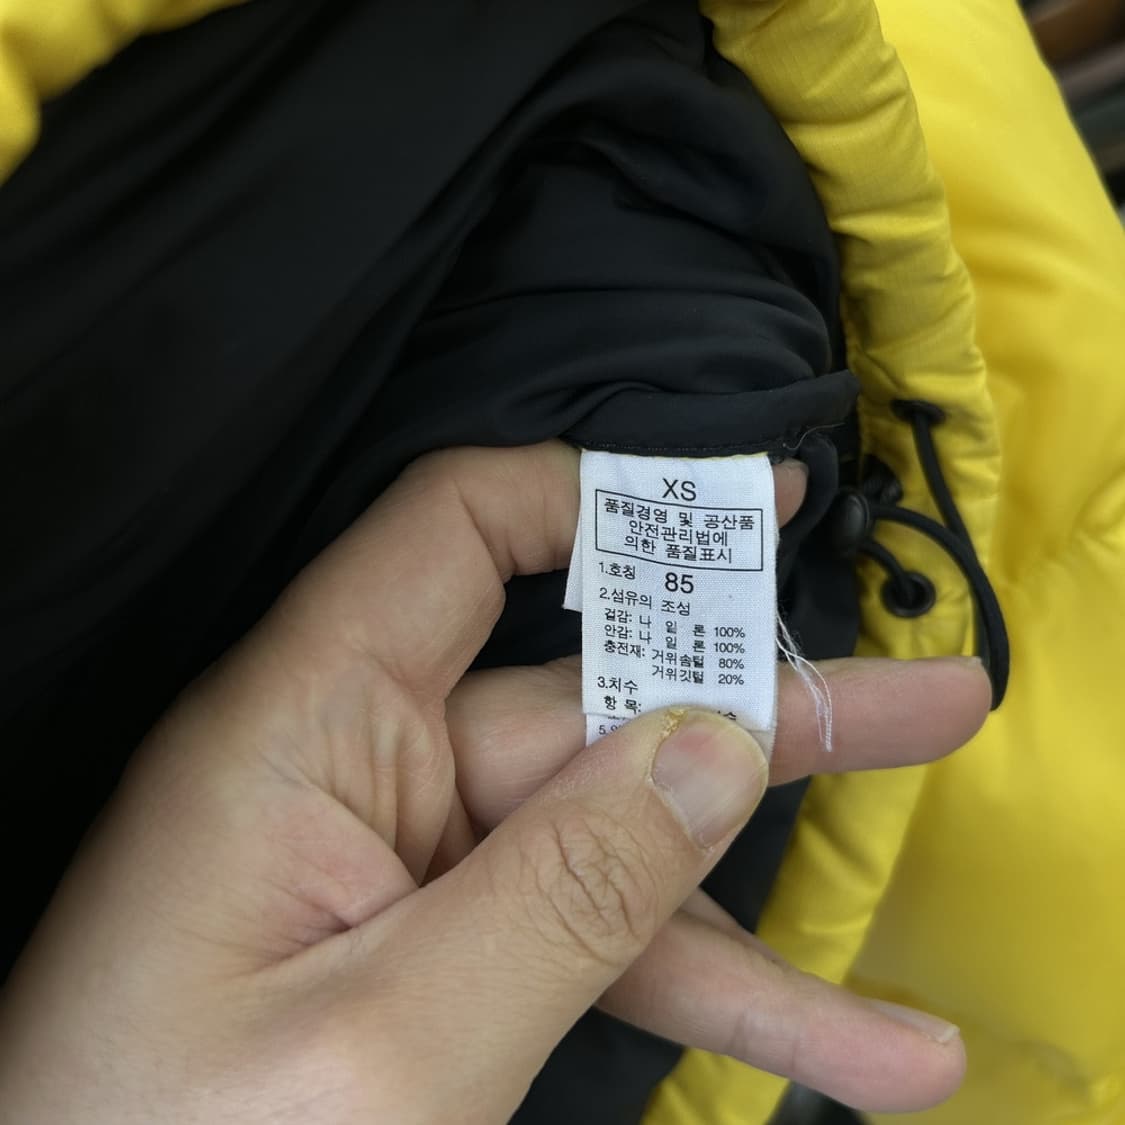 XS
품질경영 및 공산품
안전관리법에
의한 품질표시
1.호칭 85
2.섬유의 조성
겉감: 나 일 론 100%
안감: 나 일 론 100%
충전재: 거위솜털 80%
거위깃털 20%
3.치수
항 목: